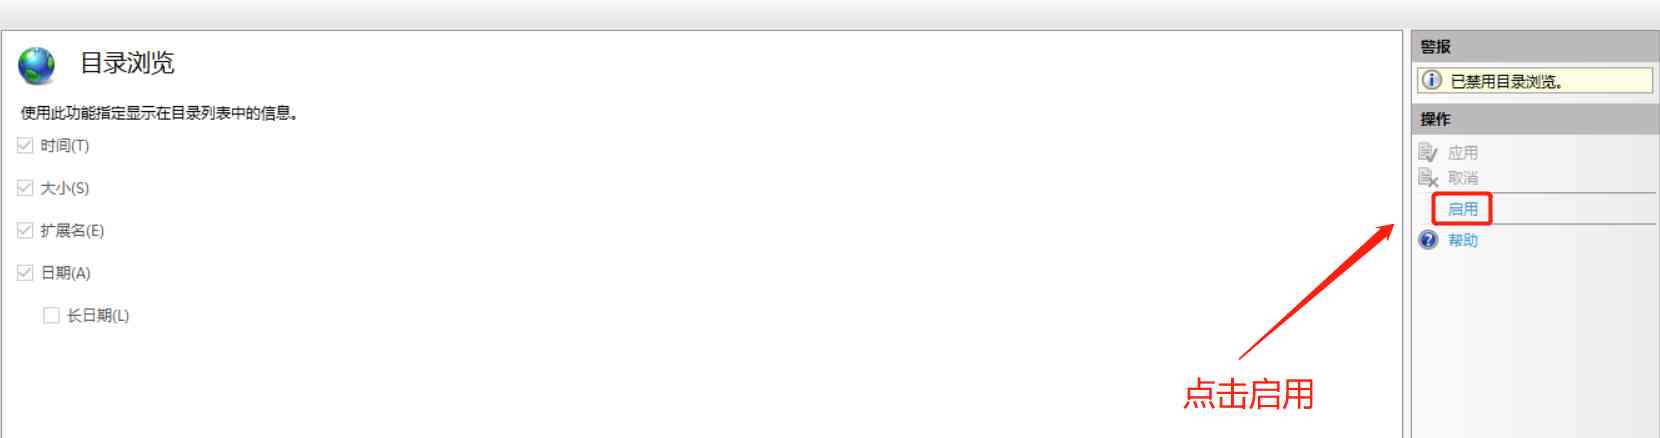 目录浏览
使用此功能指定显示在目录列表中的信息。
时间(T)
大小(S)
扩展名(E)
日期(A)
长日期(L)
点击启用
警报
已禁用目录浏览。
操作
应用
取消
启用
帮助